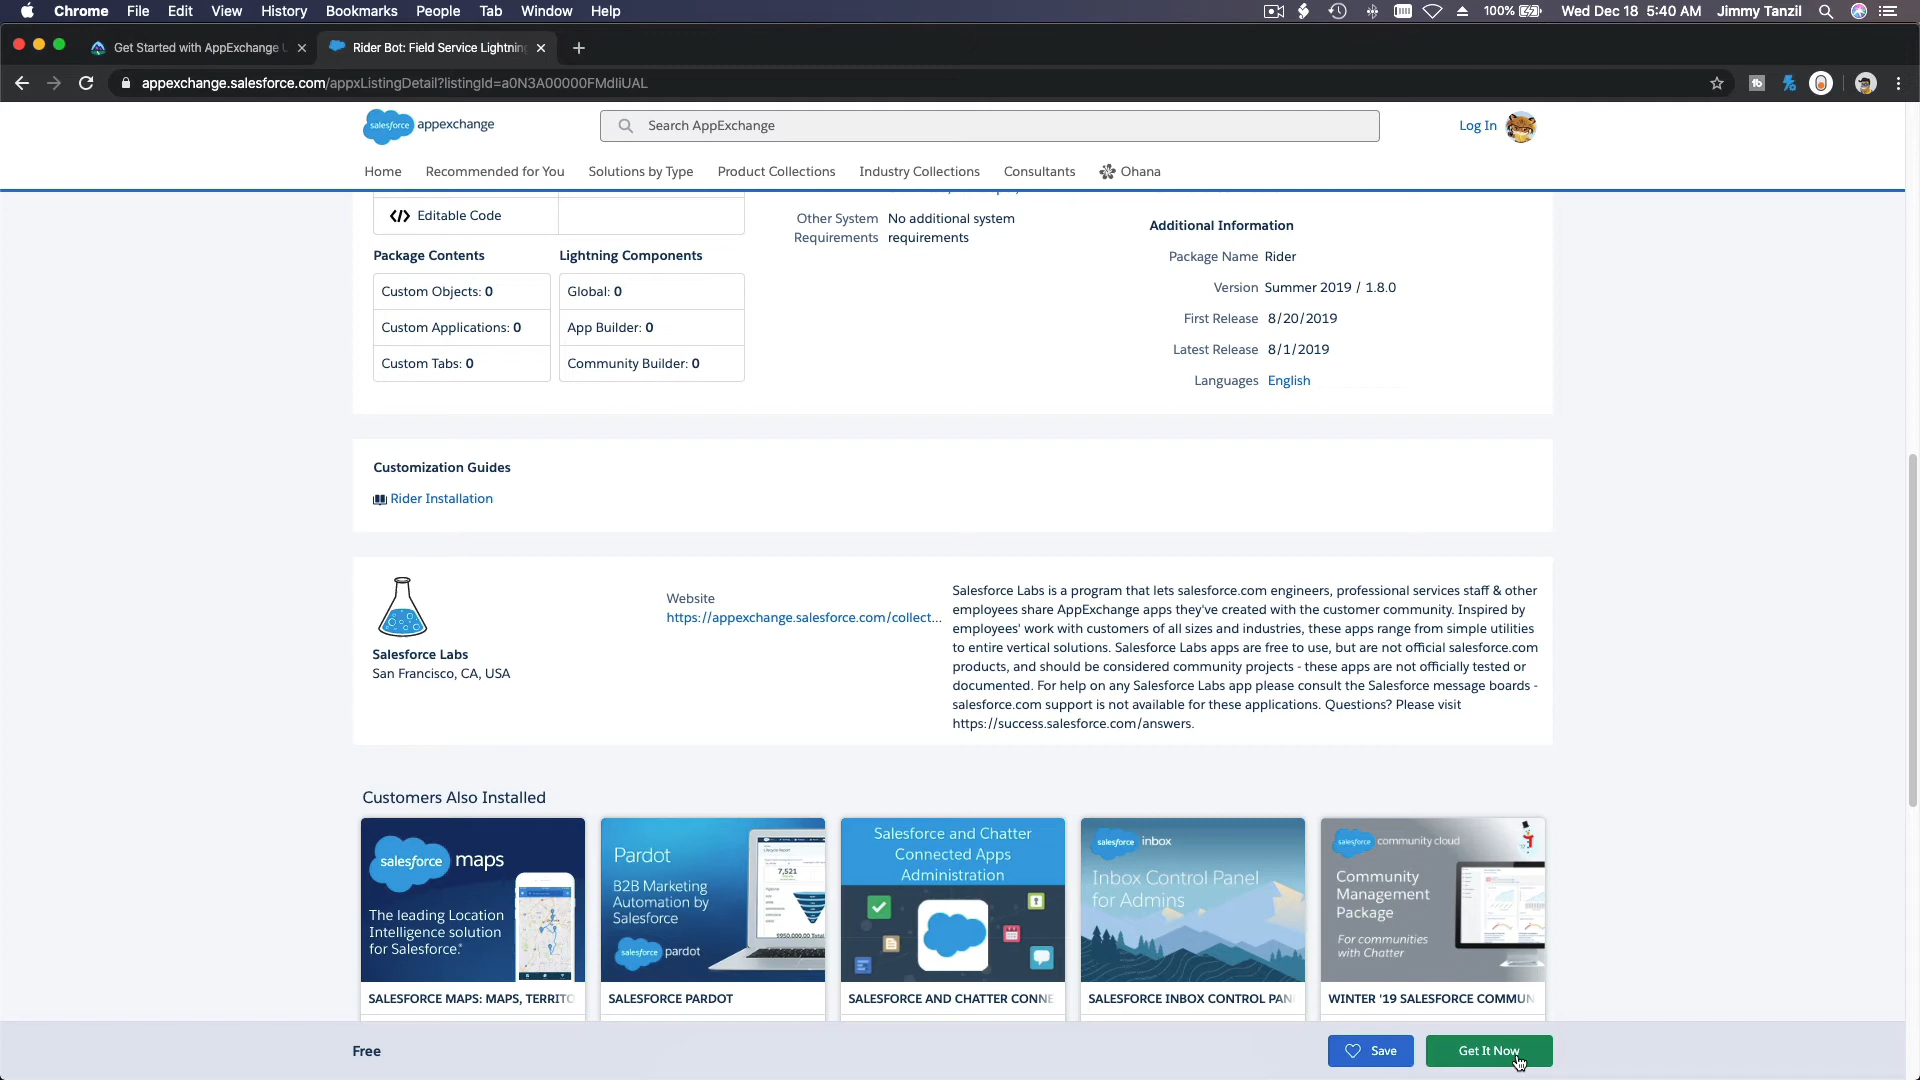 Chrome File Edit View History Bookmarks People Tab Window Help 100% Wed Dec 18 5:40 AM Jimmy Tanzil
Get Started with AppExchange Rider Bot: Field Service Lightning
appexchange.salesforce.com/appxListingDetail?listingId=a0N3A00000FMdliUAL
salesforce appexchange
Search AppExchange
Log In
Home Recommended for You Solutions by Type Product Collections Industry Collections Consultants Ohana
</> Editable Code
Other System Requirements No additional system requirements
Package Contents
Custom Objects: 0
Custom Applications: 0
Custom Tabs: 0
Lightning Components
Global: 0
App Builder: 0
Community Builder: 0
Additional Information
Package Name Rider
Version Summer 2019 / 1.8.0
First Release 8/20/2019
Latest Release 8/1/2019
Languages English
Customization Guides
Rider Installation
Salesforce Labs
San Francisco, CA, USA
Website
https://appexchange.salesforce.com/collect...
Salesforce Labs is a program that lets salesforce.com engineers, professional services staff & other
employees share AppExchange apps they've created with the customer community. Inspired by
employees' work with customers of all sizes and industries, these apps range from simple utilities
to entire vertical solutions. Salesforce Labs apps are free to use, but are not official salesforce.com
products, and should be considered community projects - these apps are not officially tested or
documented. For help on any Salesforce Labs app please consult the Salesforce message boards -
salesforce.com support is not available for these applications. Questions? Please visit
https://success.salesforce.com/answers.
Customers Also Installed
salesforce maps
The leading Location
Intelligence solution
for Salesforce.®
SALESFORCE MAPS: MAPS, TERRITO
Pardot
B2B Marketing
Automation by
Salesforce
salesforce pardot
7,521
SALESFORCE PARDOT
Salesforce and Chatter
Connected Apps
Administration
SALESFORCE AND CHATTER CONNE
salesforce inbox
Inbox Control Panel
for Admins
SALESFORCE INBOX CONTROL PAN
salesforce community cloud
Community
Management
Package
For communities
with Chatter
WINTER '19 SALESFORCE COMMUN
Free
Save
Get It Now